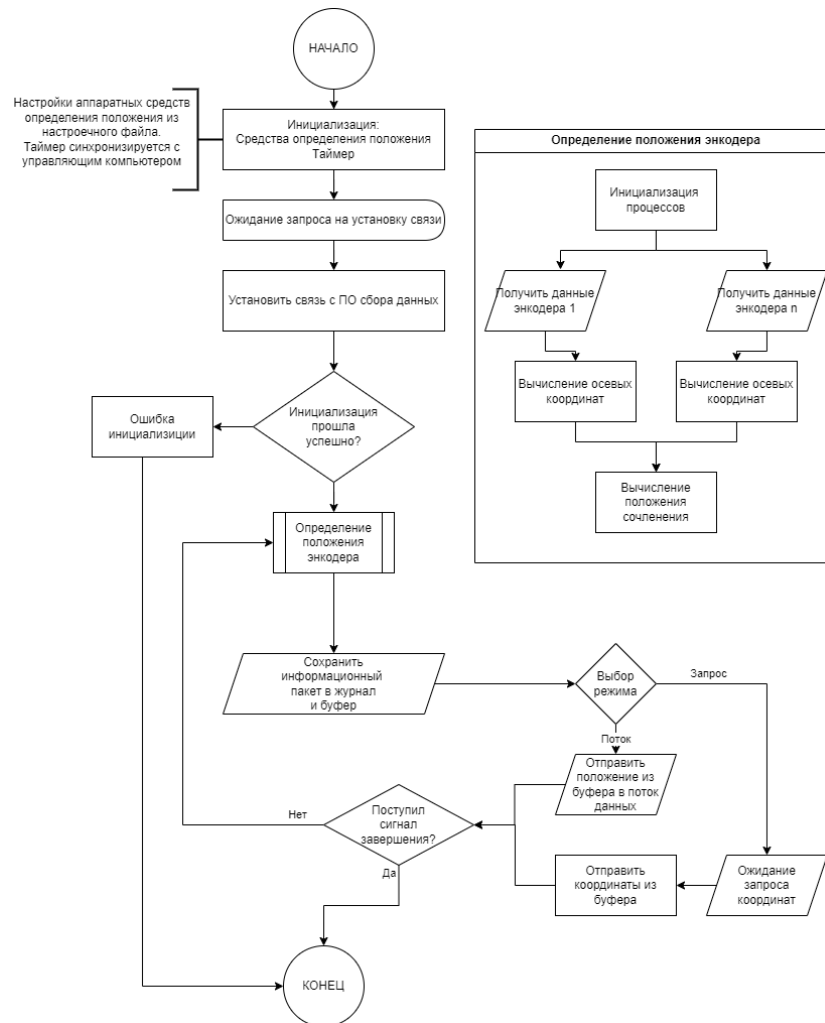 НАЧАЛО
Настройки аппаратных средств
определения положения из
настроечного файла.
Таймер синхронизируется с
управляющим компьютером
Инициализация:
Средства определения положения
Таймер
Ожидание запроса на установку связи
Установить связь с ПО сбора данных
Инициализация
прошла
успешно?
Ошибка
инициализиции
Определение
положения
энкодера
Сохранить
информационный
пакет в журнал
и буфер
Выбор
режима
Запрос
Поток
Отправить
положение из
буфера в поток
данных
Ожидание
запроса
координат
Отправить
координаты из
буфера
Поступил
сигнал
завершения?
Нет
Да
КОНЕЦ
Определение положения энкодера
Инициализация
процессов
Получить данные
энкодера 1
Получить данные
энкодера n
Вычисление осевых
координат
Вычисление осевых
координат
Вычисление
положения
сочленения